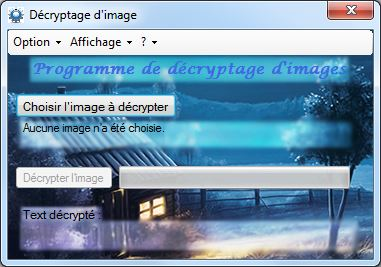 Décryptage d'image
Option Affichage ?
Programme de décryptage d'images
Choisir l'image à décrypter
Aucune image n'a été choisie.
Décrypter l'image
Text décrypté :